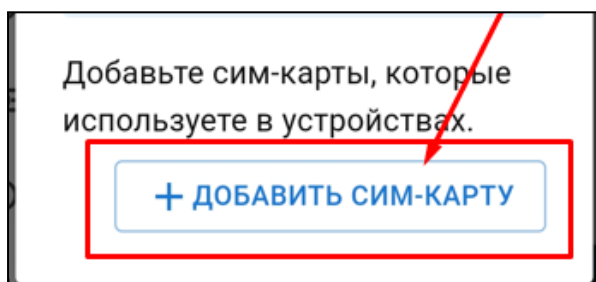 Добавьте сим-карты, которые
используете в устройствах.
+ ДОБАВИТЬ СИМ-КАРТУ